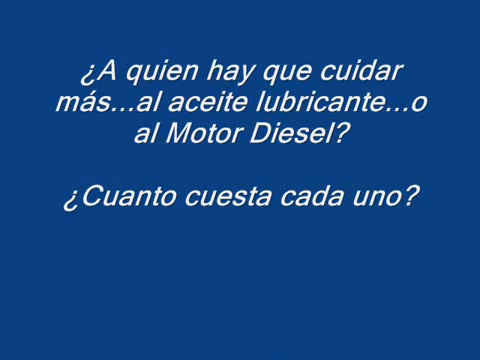 ¿A quien hay que cuidar
más...al aceite lubricante...o
al Motor Diesel?
¿Cuanto cuesta cada uno?